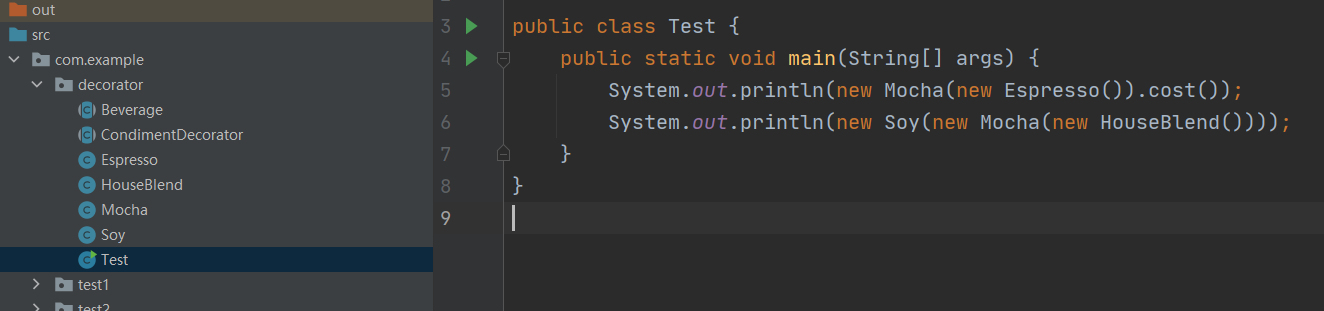 out
src
com.example
decorator
Beverage
CondimentDecorator
Espresso
HouseBlend
Mocha
Soy
Test
test1
test2
3 public class Test {
4 public static void main(String[] args) {
5 System.out.println(new Mocha(new Espresso()).cost());
6 System.out.println(new Soy(new Mocha(new HouseBlend())));
7 }
8 }
9